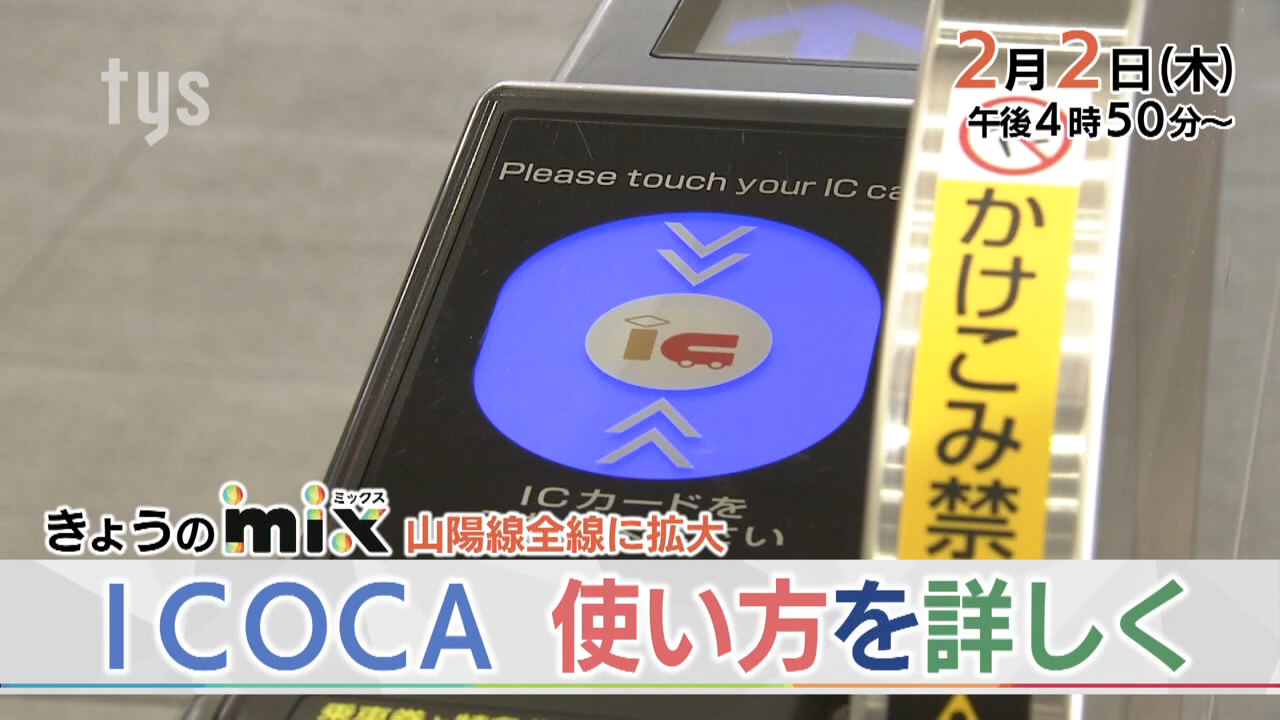 tys
2月2日(木)
午後4時50分～
Please touch your IC
かけこみ禁
ICカードを
さい
きょうのmix
ミックス
山陽線全線に拡大
ICOCA 使い方を詳しく